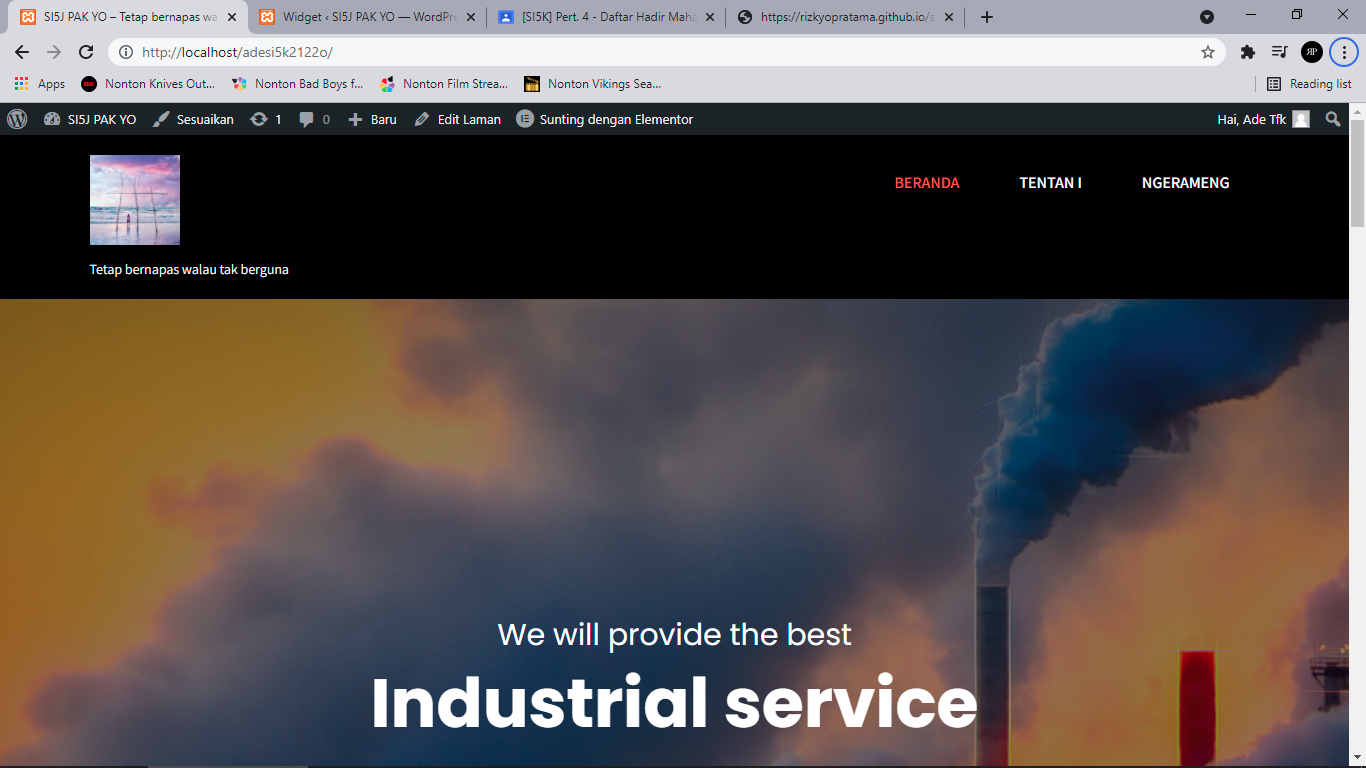 SI5J PAK YO – Tetap bernapas wa
Widget ‹ SI5J PAK YO — WordPre
[SI5K] Pert. 4 - Daftar Hadir Maha
https://rizkyopratama.github.io/s
http://localhost/adesi5k2122o/
Apps
Nonton Knives Out...
Nonton Bad Boys f...
Nonton Film Strea...
Nonton Vikings Sea...
Reading list
SI5J PAK YO
Sesuaikan
1
0
Baru
Edit Laman
Sunting dengan Elementor
Hai, Ade Tfk
BERANDA
TENTAN I
NGERAMENG
Tetap bernapas walau tak berguna
We will provide the best
Industrial service